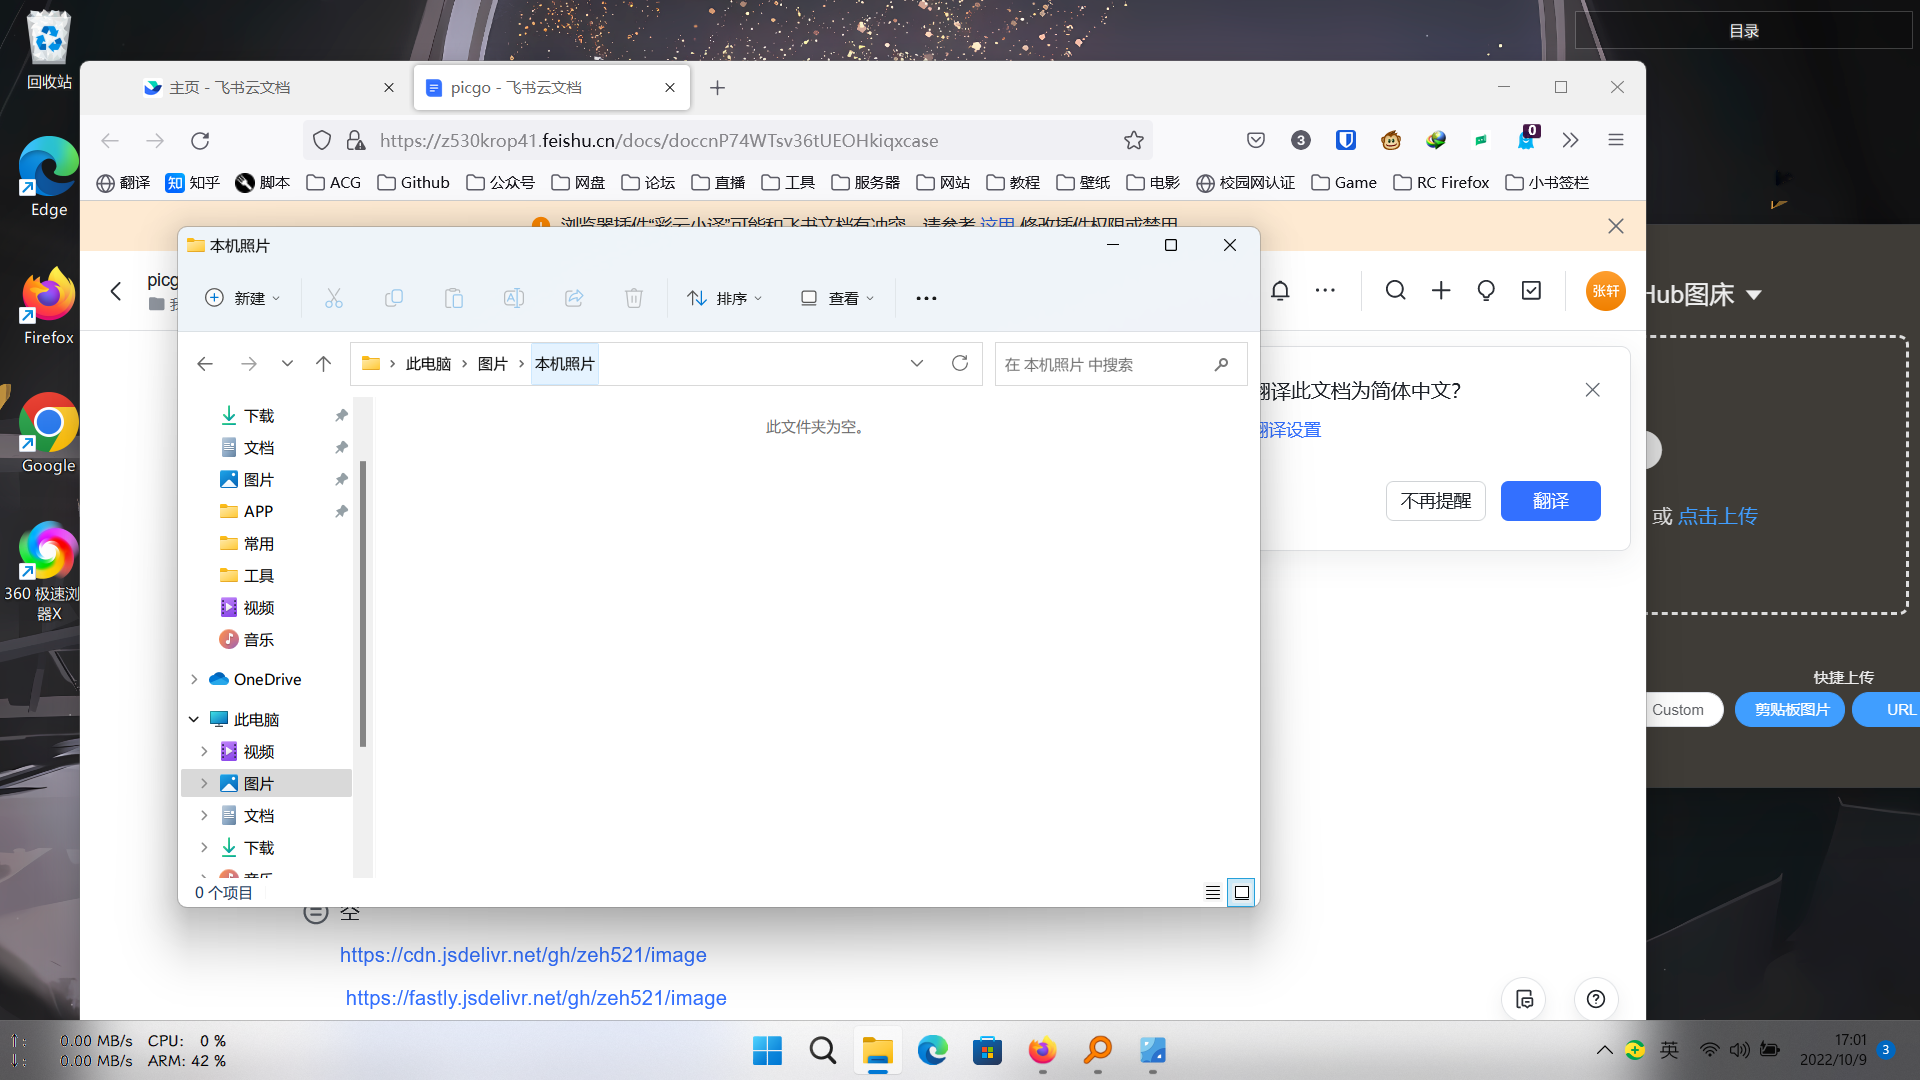 目录
回收站
Edge
Firefox
Google
360 极速浏
器X
主页 - 飞书云文档
picgo - 飞书云文档
https://z530krop41.feishu.cn/docs/doccnP74WTsv36tUEOHkiqxcase
3
0
翻译
知 知乎
脚本
ACG
Github
公众号
网盘
论坛
直播
工具
服务器
网站
教程
壁纸
电影
校园网认证
Game
RC Firefox
小书签栏
浏览器插件“彩云小译”可能和飞书文档有冲突，请参考 这里 修改插件权限或禁用
picg
我
张轩
本机照片
新建
排序
查看
此电脑
图片
本机照片
在 本机照片 中搜索
下载
文档
图片
APP
常用
工具
视频
音乐
OneDrive
此电脑
视频
图片
文档
下载
音乐
此文件夹为空。
0 个项目
翻译此文档为简体中文?
翻译设置
不再提醒
翻译
Hub图床
或 点击上传
快捷上传
Custom
剪贴板图片
URL
空
https://cdn.jsdelivr.net/gh/zeh521/image
https://fastly.jsdelivr.net/gh/zeh521/image
↑: 0.00 MB/s CPU: 0 %
↓: 0.00 MB/s ARM: 42 %
英
17:01
2022/10/9
3